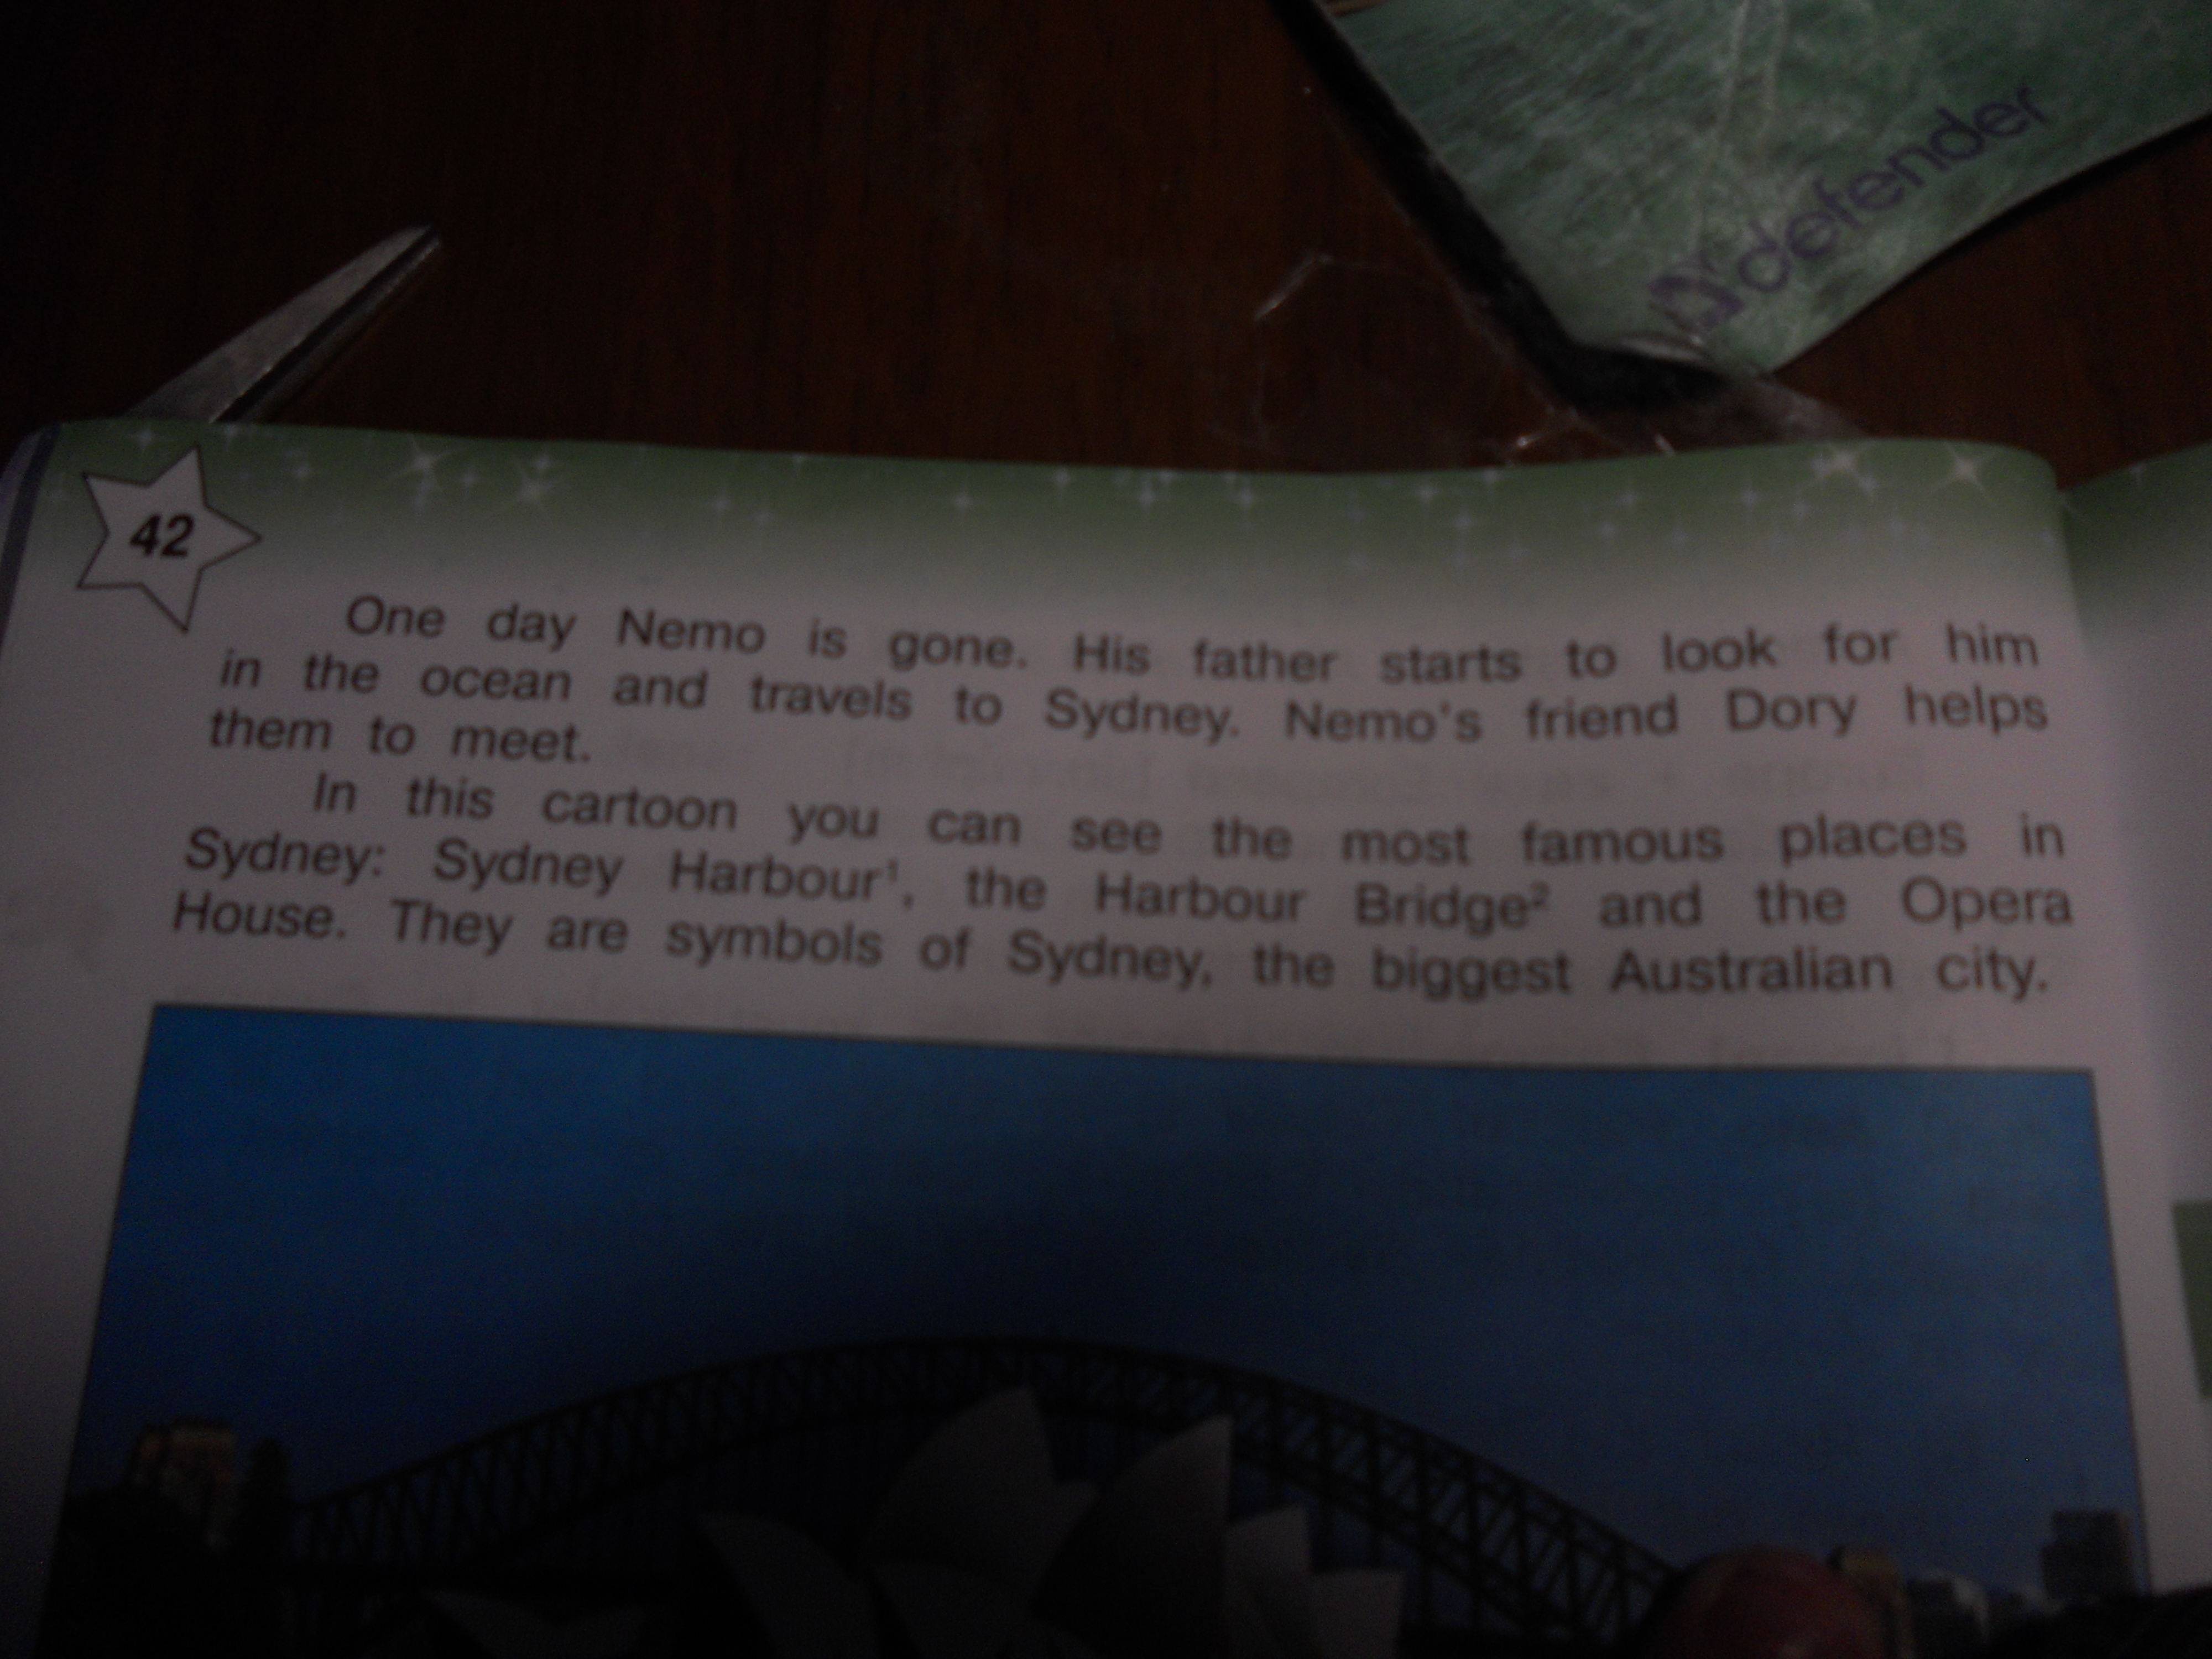 defender
42
One day Nemo is gone. His father starts to look for him
in the ocean and travels to Sydney. Nemo's friend Dory helps
them to meet.
In this cartoon you can see the most famous places in
Sydney: Sydney Harbour¹, the Harbour Bridge² and the Opera
House. They are symbols of Sydney, the biggest Australian city.